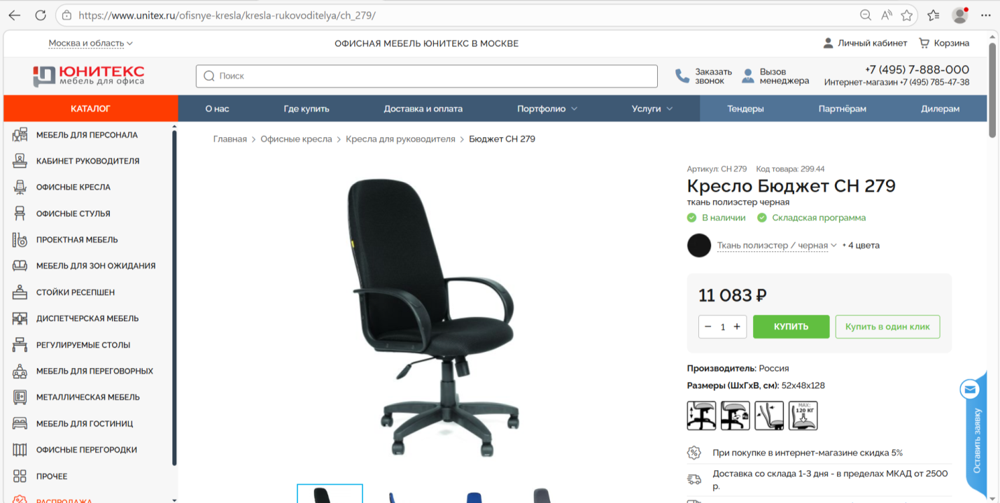 https://www.unitex.ru/ofisnye-kresla/kresla-rukovoditelya/ch_279/
Москва и область
ОФИСНАЯ МЕБЕЛЬ ЮНИТЕКС В МОСКВЕ
Личный кабинет
Корзина
ЮНИТЕКС
мебель для офиса
Поиск
Заказать
звонок
Вызов
менеджера
+7 (495) 7-888-000
Интернет-магазин +7 (495) 785-47-38
КАТАЛОГ
О нас
Где купить
Доставка и оплата
Портфолио
Услуги
Тендеры
Партнёрам
Дилерам
МЕБЕЛЬ ДЛЯ ПЕРСОНАЛА
КАБИНЕТ РУКОВОДИТЕЛЯ
ОФИСНЫЕ КРЕСЛА
ОФИСНЫЕ СТУЛЬЯ
ПРОЕКТНАЯ МЕБЕЛЬ
МЕБЕЛЬ ДЛЯ ЗОН ОЖИДАНИЯ
СТОЙКИ РЕСЕПШЕН
ДИСПЕТЧЕРСКАЯ МЕБЕЛЬ
РЕГУЛИРУЕМЫЕ СТОЛЫ
МЕБЕЛЬ ДЛЯ ПЕРЕГОВОРНЫХ
МЕТАЛЛИЧЕСКАЯ МЕБЕЛЬ
МЕБЕЛЬ ДЛЯ ГОСТИНИЦ
ОФИСНЫЕ ПЕРЕГОРОДКИ
ПРОЧЕЕ
РАСПРОДАЖА
Главная > Офисные кресла > Кресла для руководителя > Бюджет CH 279
Артикул: CH 279 Код товара: 299.44
Кресло Бюджет CH 279
ткань полиэстер черная
В наличии
Складская программа
Ткань полиэстер / черная
+ 4 цвета
11 083 ₽
− 1 +
КУПИТЬ
Купить в один клик
Производитель: Россия
Размеры (ШхГхВ, см): 52x48x128
MAX:
120 КГ
При покупке в интернет-магазине скидка 5%
Доставка со склада 1-3 дня - в пределах МКАД от 2500
р.
Оставить заявку